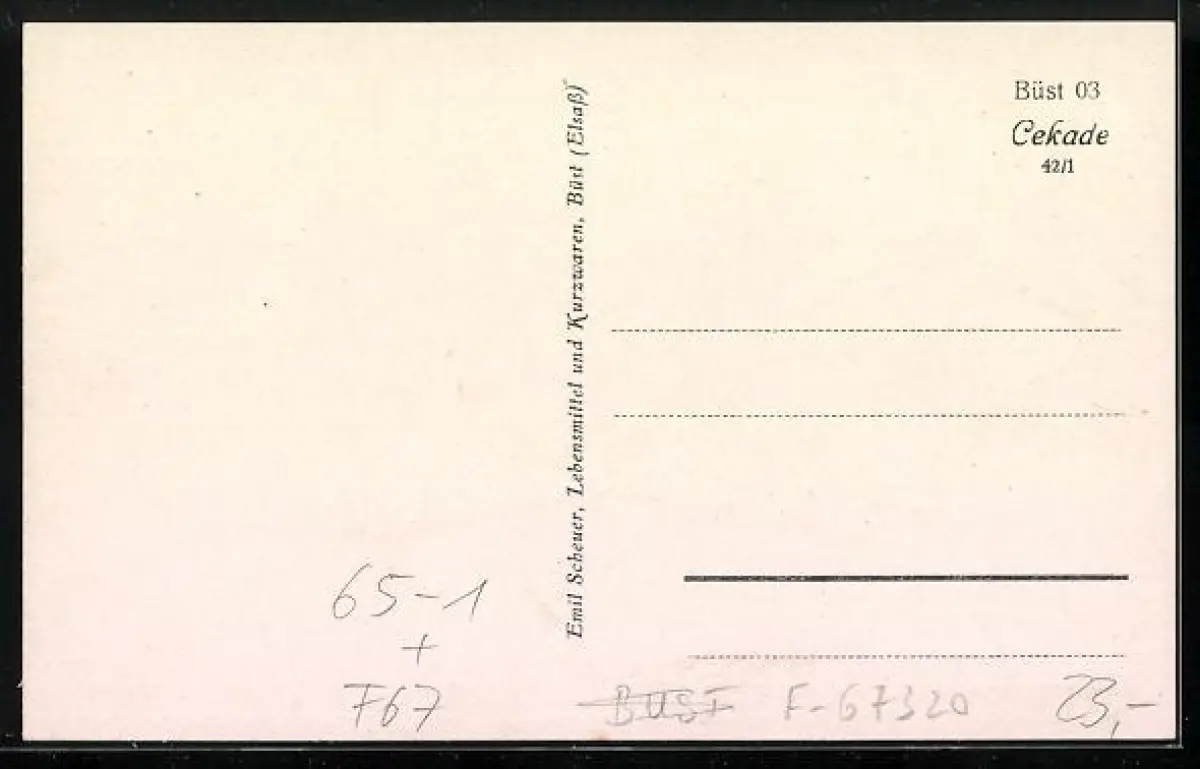 Büst 03
Cekade
42/1
Emil Scheuer, Lebensmittel und Kurzwaren, Büst (Elsaß)
65-1
+
F67
BUST F-67320
23,-